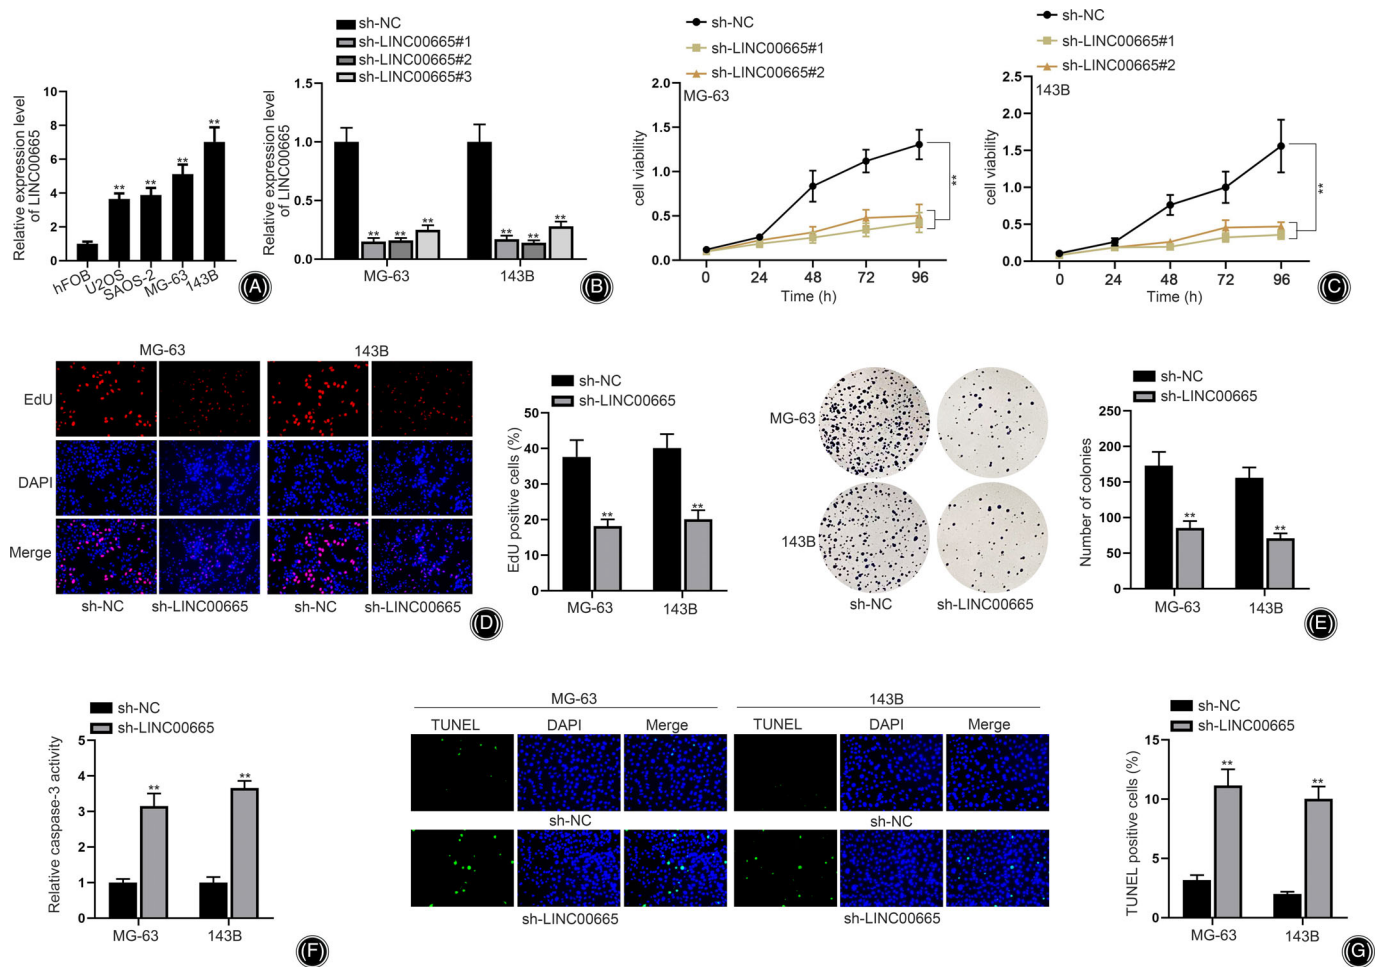 Relative expression level
of LINC00665
10
8
6
4
2
0
**
**
**
**
hFOB
U2OS
SAOS-2
MG-63
143B
(A)
sh-NC
sh-LINC00665#1
sh-LINC00665#2
sh-LINC00665#3
Relative expression level
of LINC00665
1.5
1.0
0.5
0.0
** ** **
** ** **
MG-63 143B
(B)
sh-NC
sh-LINC00665#1
sh-LINC00665#2
MG-63
cell viability
2.0
1.5
1.0
0.5
0.0
**
0 24 48 72 96
Time (h)
sh-NC
sh-LINC00665#1
sh-LINC00665#2
143B
cell viability
2.5
2.0
1.5
1.0
0.5
0.0
**
0 24 48 72 96
Time (h)
(C)
MG-63 143B
EdU
DAPI
Merge
sh-NC sh-LINC00665 sh-NC sh-LINC00665
(D)
sh-NC
sh-LINC00665
EdU positive cells (%)
50
40
30
20
10
0
**
**
MG-63 143B
MG-63
143B
sh-NC sh-LINC00665
sh-NC
sh-LINC00665
Number of colonies
250
200
150
100
50
0
**
**
MG-63 143B
(E)
sh-NC
sh-LINC00665
Relative caspase-3 activity
5
4
3
2
1
0
**
**
MG-63 143B
(F)
MG-63 143B
TUNEL DAPI Merge TUNEL DAPI Merge
sh-NC sh-NC
sh-LINC00665 sh-LINC00665
sh-NC
sh-LINC00665
TUNEL positive cells (%)
15
10
5
0
**
**
MG-63 143B
(G)